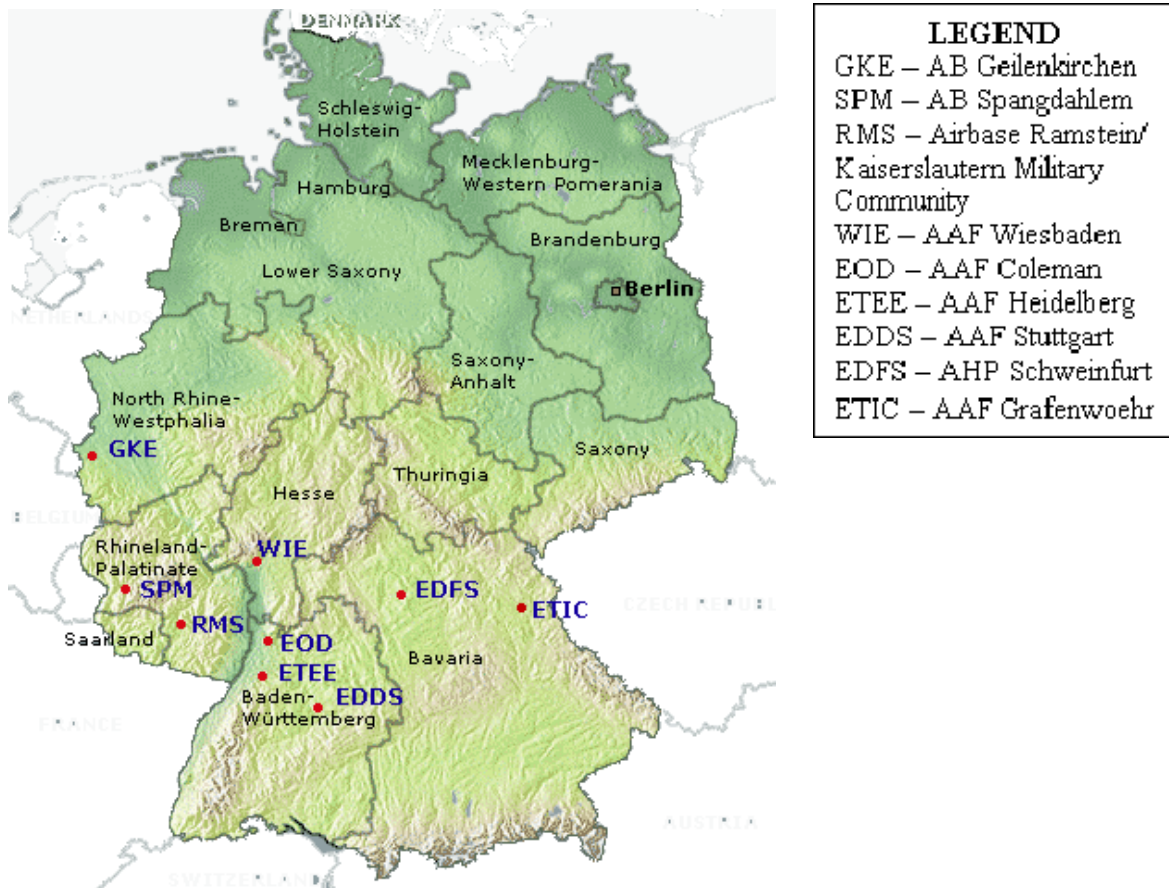 DENMARK
Schleswig-
Holstein
Mecklenburg-
Western Pomerania
Hamburg
Bremen
Brandenburg
Lower Saxony
Berlin
NETHERLANDS
Saxony-
Anhalt
North Rhine-
Westphalia
GKE
Saxony
Thuringia
Hesse
BELGIUM
Rhineland-
Palatinate
WIE
SPM
EDFS
ETIC
CZECH REPUBL
RMS
Saarland
EOD
Bavaria
ETEE
Baden-
Württemberg
EDDS
FRANCE
AUSTRIA
SWITZERLAND
LEGEND
GKE – AB Geilenkirchen
SPM – AB Spangdahlem
RMS – Airbase Ramstein/
Kaiserslautern Military
Community
WIE – AAF Wiesbaden
EOD – AAF Coleman
ETEE – AAF Heidelberg
EDDS – AAF Stuttgart
EDFS – AHP Schweinfurt
ETIC – AAF Grafenwoehr